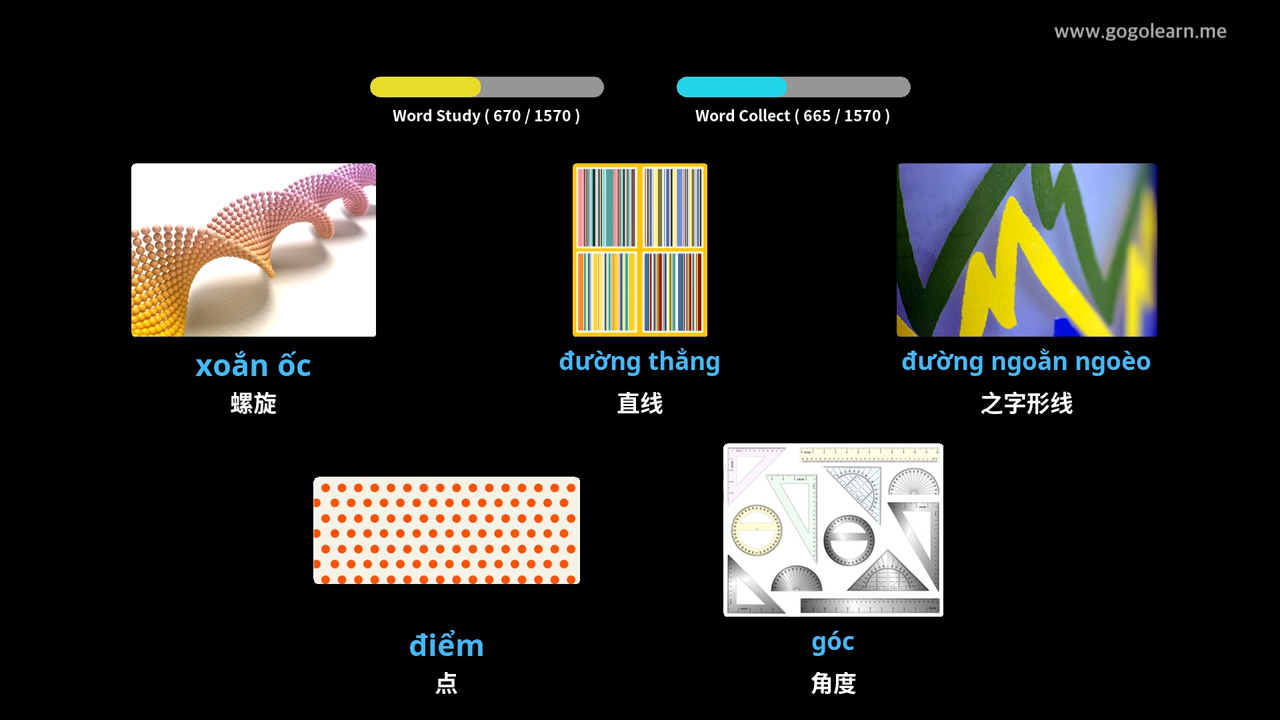 www.gogolearn.me
Word Study ( 670 / 1570 )
Word Collect ( 665 / 1570 )
xoắn ốc
đường thẳng
đường ngoằn ngoèo
螺旋
直线
之字形线
điểm
góc
点
角度